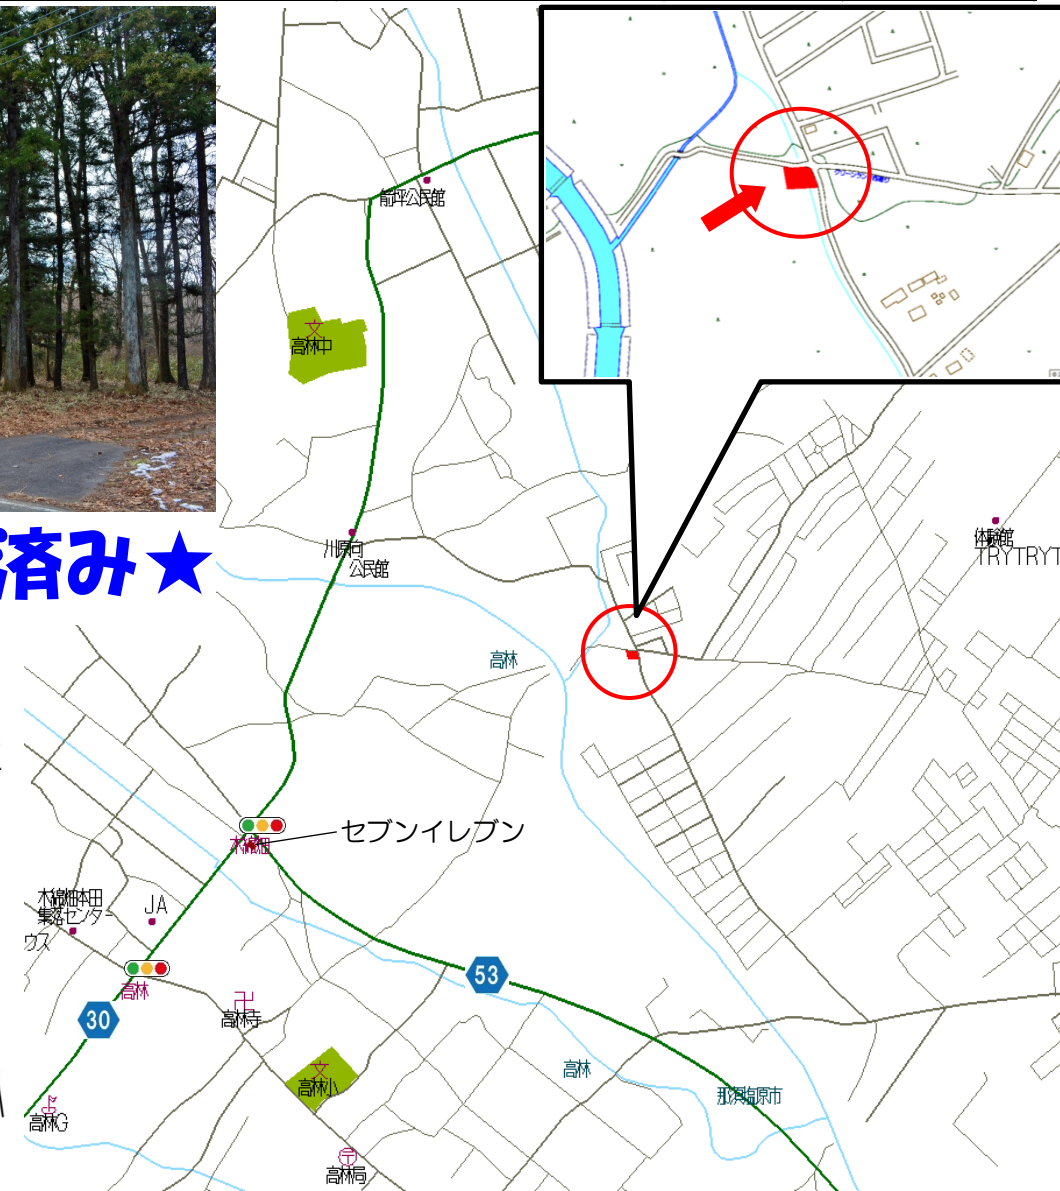 済み★
箭坪公民館
高林中
川原向
公民館
体験館
TRYTRYT
高林
セブンイレブン
木綿畑
木綿畑本田
集落センター
ウス
JA
高林
53
30
高林寺
高林小
高林
那須塩原市
高林G
高林局